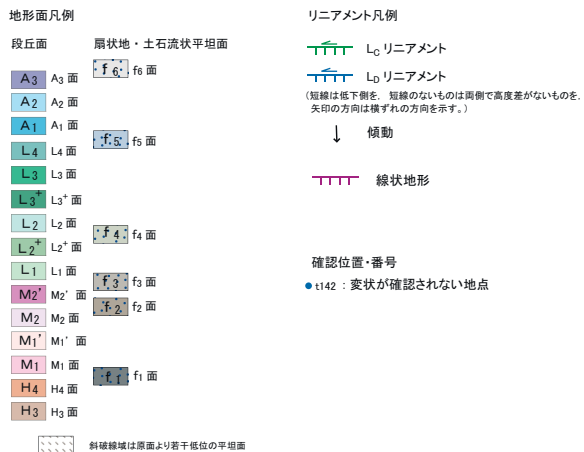 地形面凡例
段丘面 扇状地・土石流状平坦面
A3 A3 面
A2 A2 面
A1 A1 面
L4 L4 面
L3 L3 面
L3+ L3+ 面
L2 L2 面
L2+ L2+ 面
L1 L1 面
M2' M2' 面
M2 M2 面
M1' M1' 面
M1 M1 面
H4 H4 面
H3 H3 面
f6 f6 面
f5 f5 面
f4 f4 面
f3 f3 面
f2 f2 面
f1 f1 面
斜破線域は原面より若干低位の平坦面
リニアメント凡例
LC リニアメント
LD リニアメント
(短線は低下側を, 短線のないものは両側で高度差がないものを,
矢印の方向は横ずれの方向を示す。)
傾動
線状地形
確認位置・番号
t142 : 変状が確認されない地点